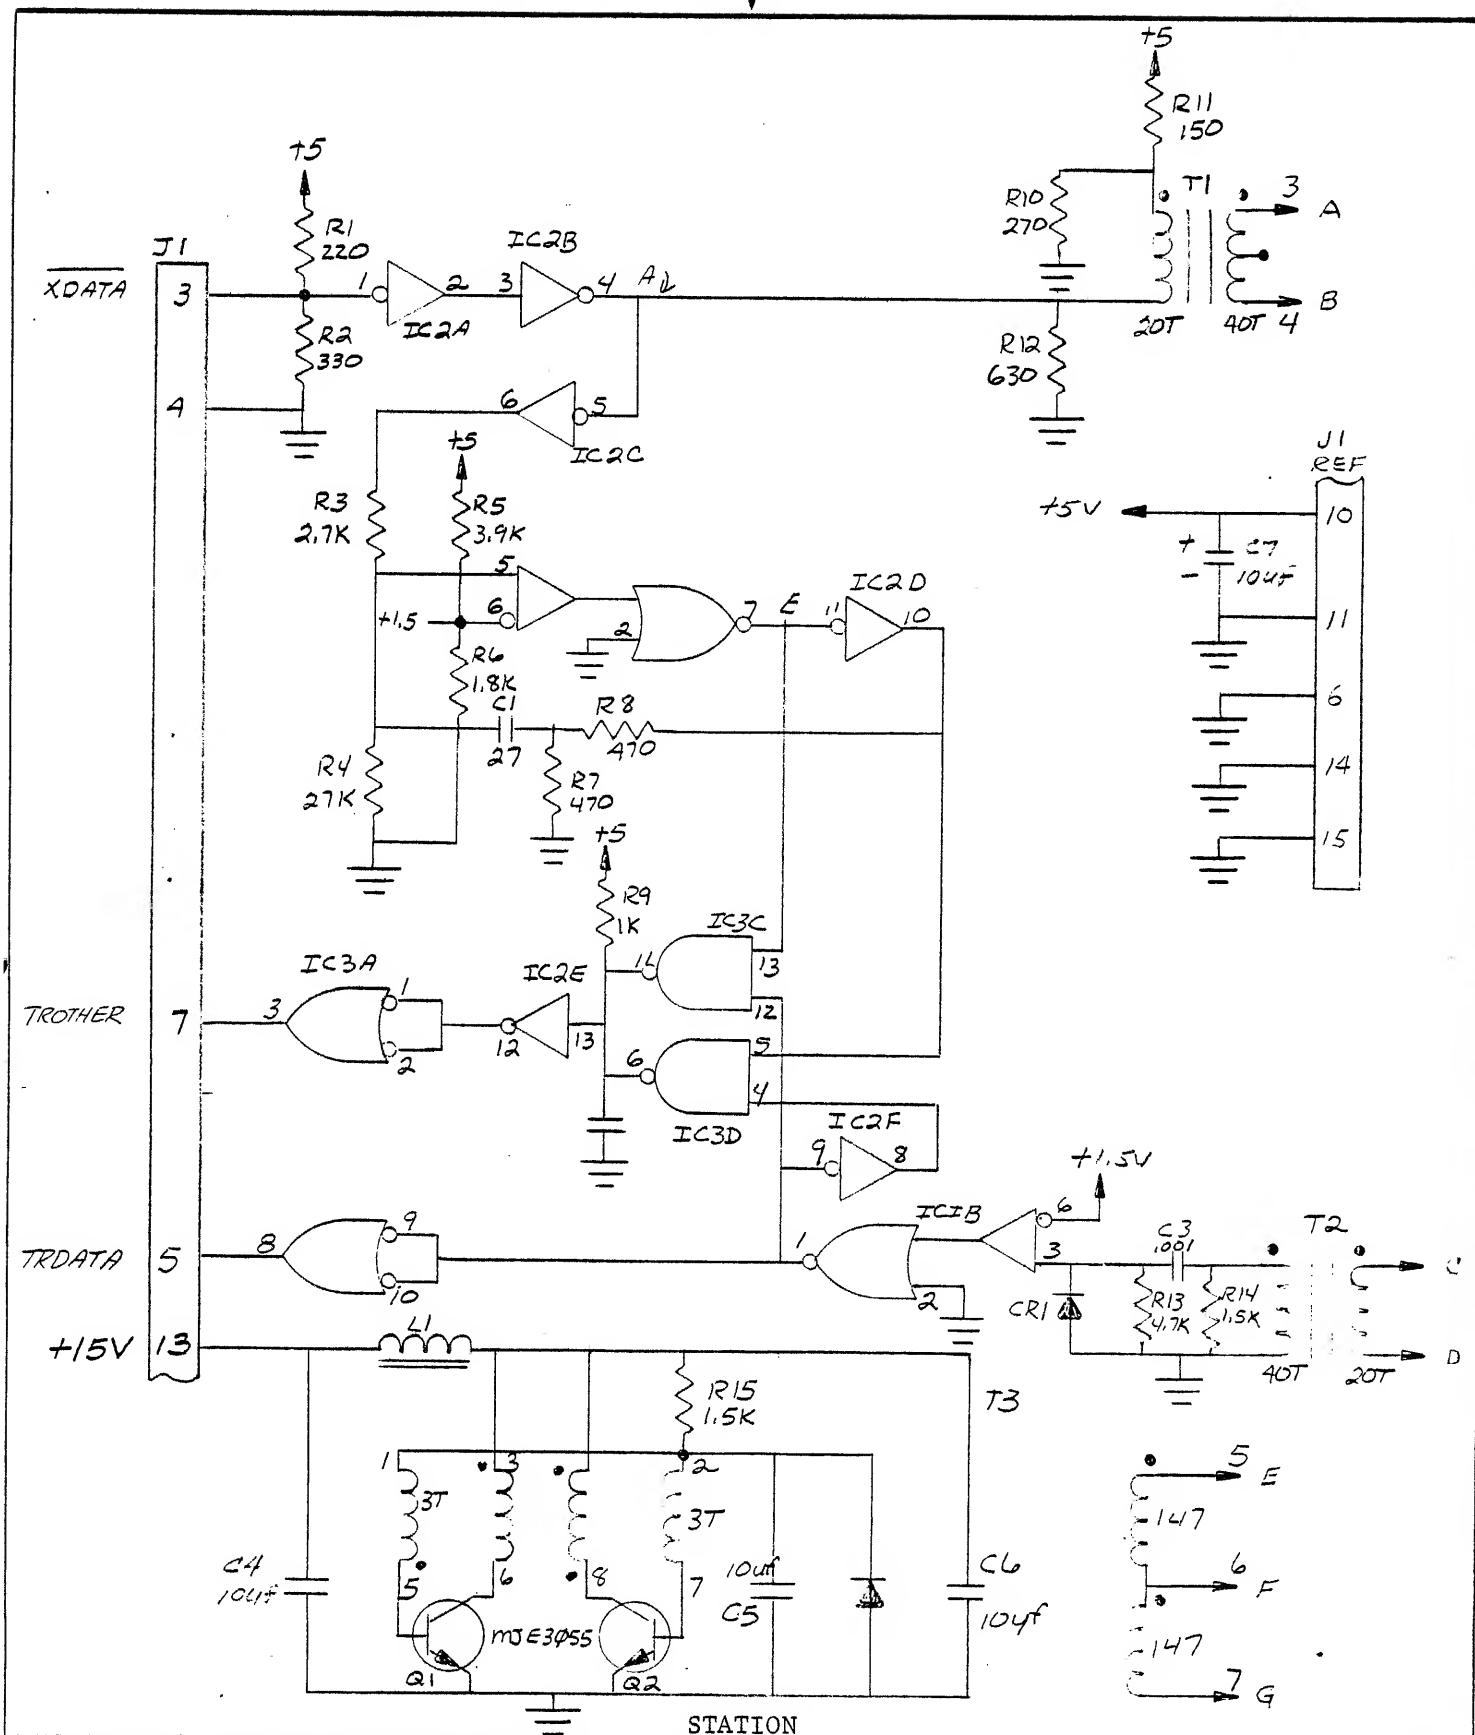 +5
R11
150
+5
R10
270
T1
3
A
J1
R1
220
IC2B
XDATA
3
1
2
3
4
A
IC2A
20T
40T
4
B
R2
330
R12
630
4
6
5
IC2C
+5
J1
REF
R3
2.7K
R5
3.9K
+5V
10
+
-
C7
10uf
5
IC2D
+1.5
6
2
7
E
11
10
11
R6
1.8K
6
C1
27
R8
470
R4
27K
R7
470
14
+5
15
R9
1K
IC3C
IC3A
IC2E
11
13
1
TROTHER
7
3
12
13
12
2
6
5
4
IC2F
IC3D
9
8
+1.5V
IC1B
6
C3
.001
T2
9
TRDATA
5
8
1
3
C
10
2
CR1
R13
4.7K
R14
1.5K
L1
+15V
13
D
40T
20T
R15
1.5K
T3
1
3
2
5
E
3T
3T
147
C4
10uf
5
6
8
7
10uf
C5
C6
10uf
6
F
MJE3055
147
Q1
Q2
7
G
STATION